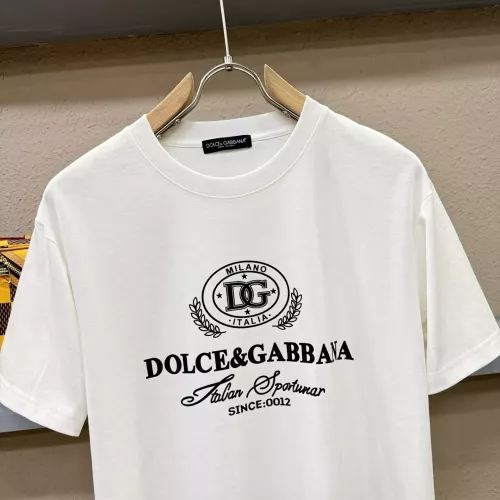 DOLCE & GABBANA
MILANO
DG
·ITALIA·
DOLCE&GABBANA
Italian Sportunar
SINCE:0012